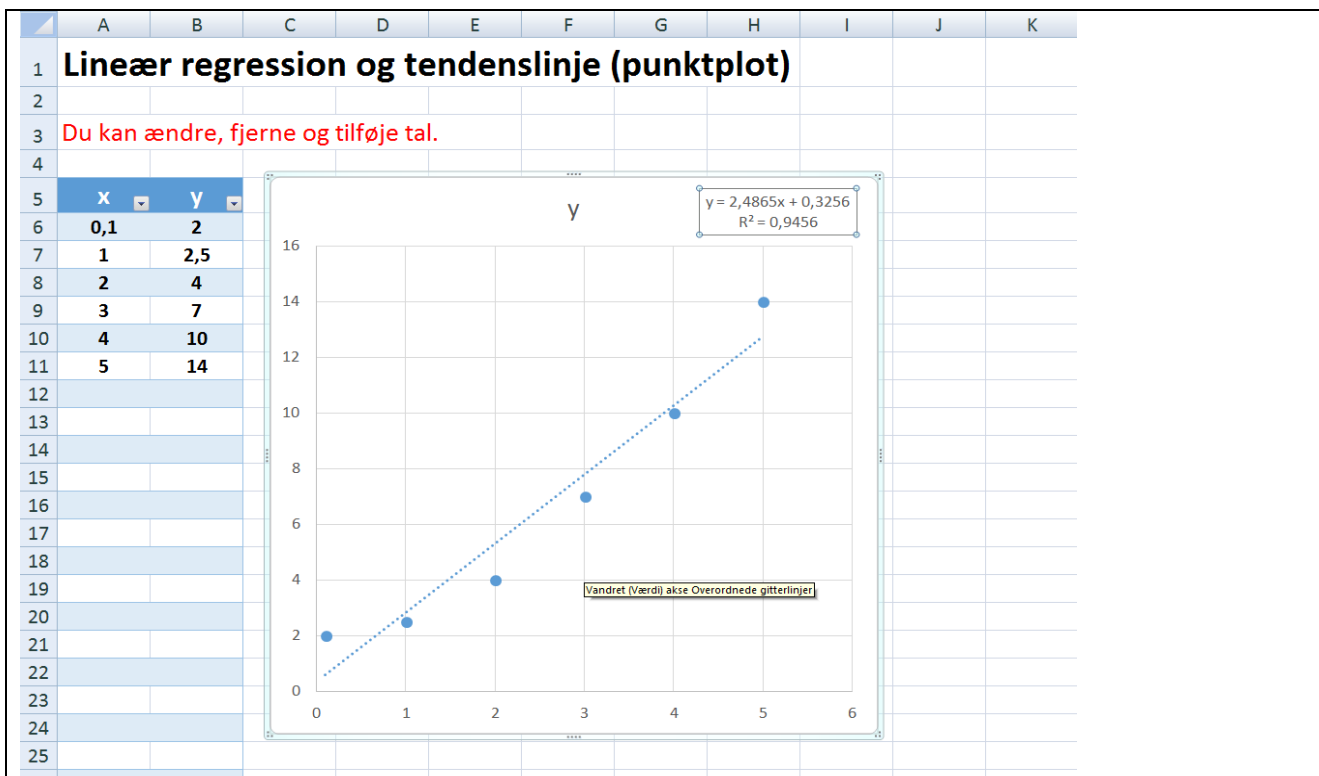 A B C D E F G H I J K
1 Lineær regression og tendenslinje (punktplot)
2
3 Du kan ændre, fjerne og tilføje tal.
4
5 x y
6 0,1 2
7 1 2,5
8 2 4
9 3 7
10 4 10
11 5 14
12
13
14
15
16
17
18
19
20
21
22
23
24
25
y
y = 2,4865x + 0,3256
R² = 0,9456
16
14
12
10
8
6
4
2
0
0 1 2 3 4 5 6
Vandret (Værdi) akse Overordnede gitterlinjer